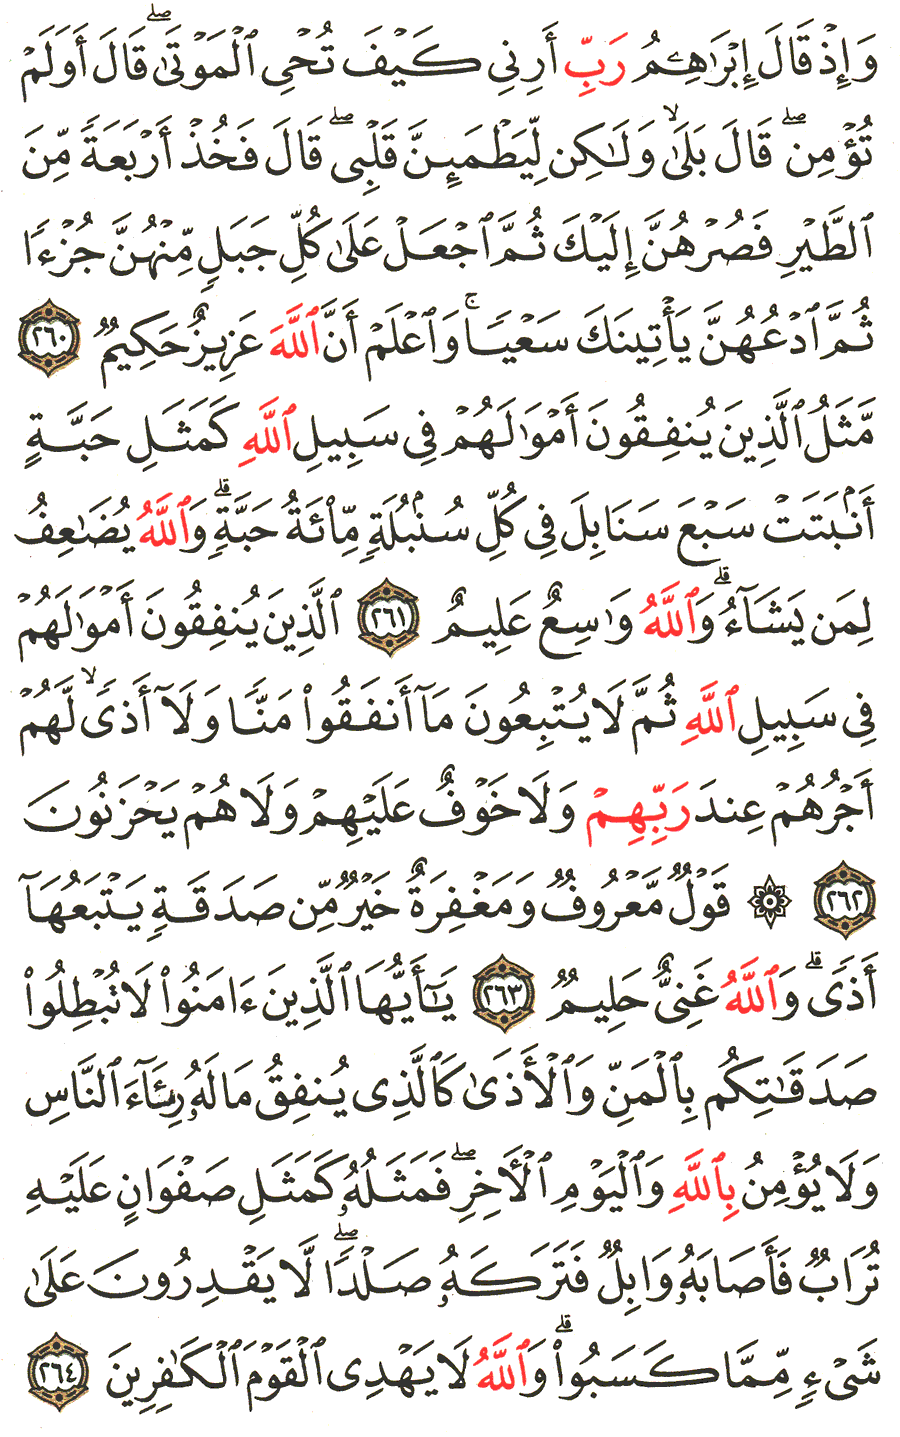 وَإِذْ قَالَ إِبْرَٰهِـۧمُ رَبِّ أَرِنِى كَيْفَ تُحْىِ ٱلْمَوْتَىٰ ۖ قَالَ أَوَلَمْ
تُؤْمِن ۖ قَالَ بَلَىٰ ۙ وَلَـٰكِن لِّيَطْمَئِنَّ قَلْبِى ۖ قَالَ فَخُذْ أَرْبَعَةً مِّنَ
ٱلطَّيْرِ فَصُرْهُنَّ إِلَيْكَ ثُمَّ ٱجْعَلْ عَلَىٰ كُلِّ جَبَلٍ مِّنْهُنَّ جُزْءًا
ثُمَّ ٱدْعُهُنَّ يَأْتِينَكَ سَعْيًا ۚ وَٱعْلَمْ أَنَّ ٱللَّهَ عَزِيزٌ حَكِيمٌ ٢٦٠
مَّثَلُ ٱلَّذِينَ يُنفِقُونَ أَمْوَٰلَهُمْ فِى سَبِيلِ ٱللَّهِ كَمَثَلِ حَبَّةٍ
أَنۢبَتَتْ سَبْعَ سَنَابِلَ فِى كُلِّ سُنۢبُلَةٍ مِّا۟ئَةُ حَبَّةٍ ۗ وَٱللَّهُ يُضَـٰعِفُ
لِمَن يَشَآءُ ۗ وَٱللَّهُ وَٰسِعٌ عَلِيمٌ ٢٦١ ٱلَّذِينَ يُنفِقُونَ أَمْوَٰلَهُمْ
فِى سَبِيلِ ٱللَّهِ ثُمَّ لَا يُتْبِعُونَ مَآ أَنفَقُوا۟ مَنًّا وَلَآ أَذًى ۙ لَّهُمْ
أَجْرُهُمْ عِندَ رَبِّهِمْ وَلَا خَوْفٌ عَلَيْهِمْ وَلَا هُمْ يَحْزَنُونَ
٢٦٢ ۞ قَوْلٌ مَّعْرُوفٌ وَمَغْفِرَةٌ خَيْرٌ مِّن صَدَقَةٍ يَتْبَعُهَآ
أَذًى ۗ وَٱللَّهُ غَنِىٌّ حَلِيمٌ ٢٦٣ يَـٰٓأَيُّهَا ٱلَّذِينَ ءَامَنُوا۟ لَا تُبْطِلُوا۟
صَدَقَـٰتِكُم بِٱلْمَنِّ وَٱلْأَذَىٰ كَٱلَّذِى يُنفِقُ مَالَهُۥ رِئَآءَ ٱلنَّاسِ
وَلَا يُؤْمِنُ بِٱللَّهِ وَٱلْيَوْمِ ٱلْـَٔاخِرِ ۖ فَمَثَلُهُۥ كَمَثَلِ صَفْوَانٍ عَلَيْهِ
تُرَابٌ فَأَصَابَهُۥ وَابِلٌ فَتَرَكَهُۥ صَلْدًا ۖ لَّا يَقْدِرُونَ عَلَىٰ
شَىْءٍ مِّمَّا كَسَبُوا۟ ۗ وَٱللَّهُ لَا يَهْدِى ٱلْقَوْمَ ٱلْكَـٰفِرِينَ ٢٦٤